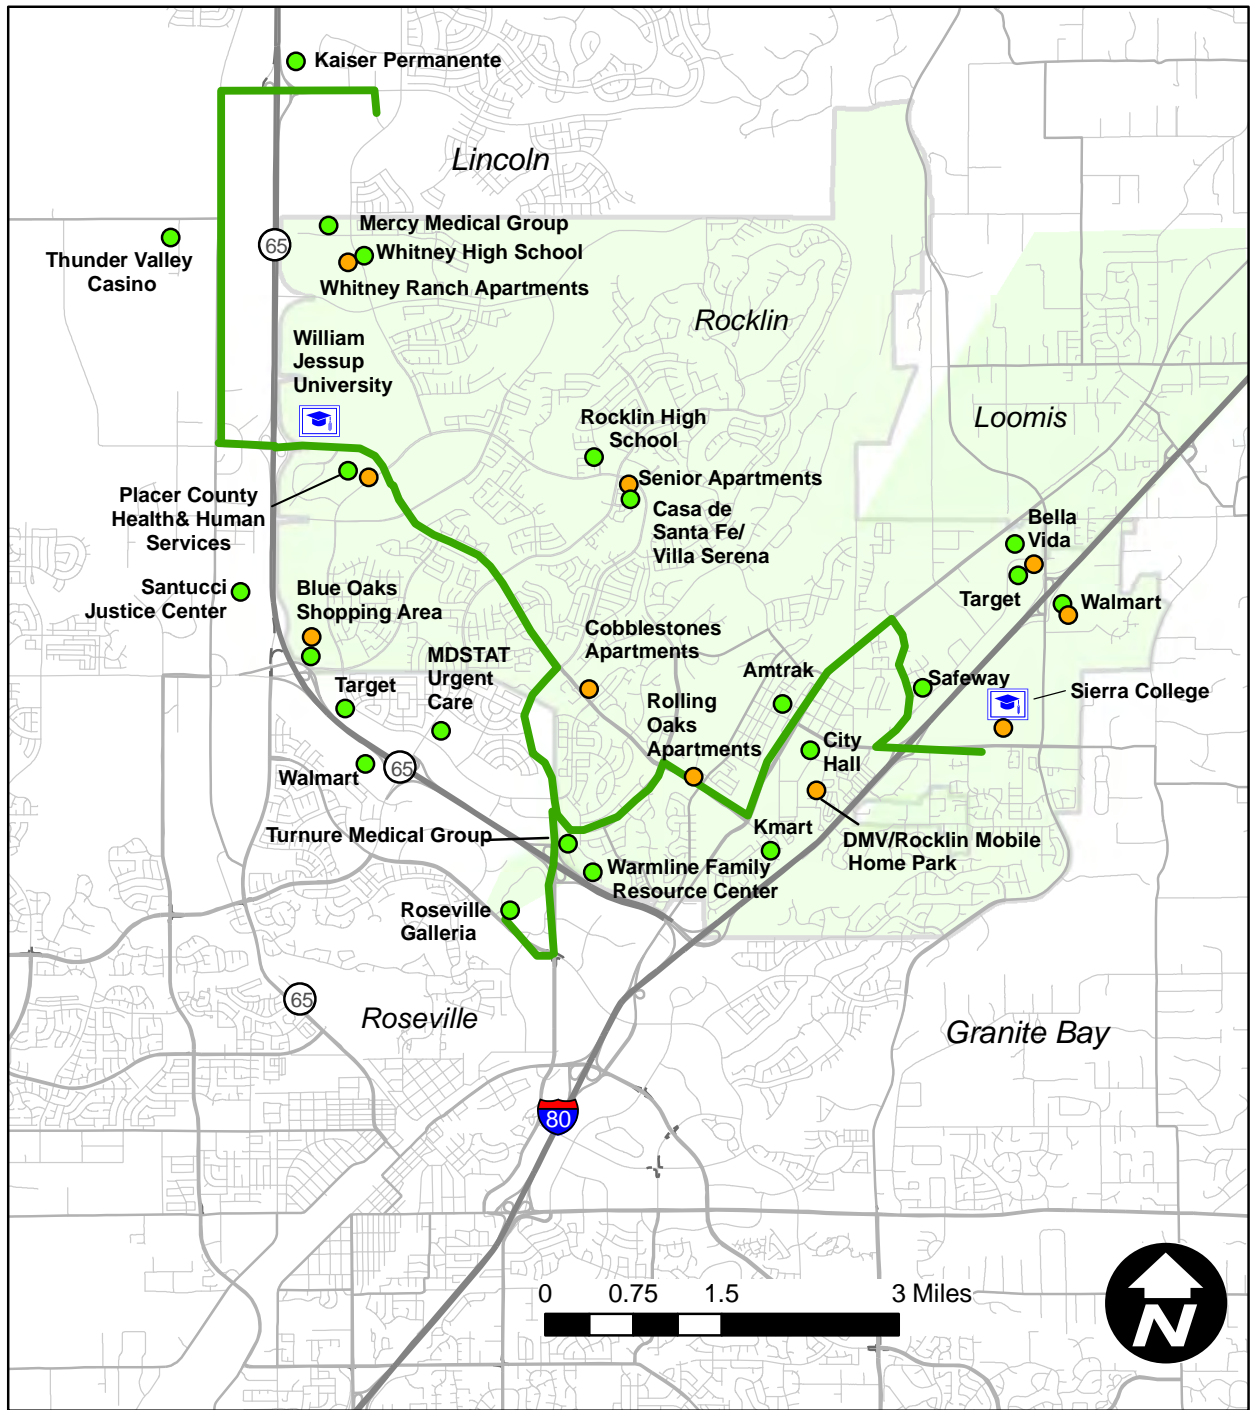 Kaiser Permanente
Lincoln
Mercy Medical Group
Whitney High School
65
Thunder Valley
Casino
Whitney Ranch Apartments
Rocklin
William
Jessup
University
Rocklin High
School
Loomis
Senior Apartments
Placer County
Health& Human
Services
Casa de
Santa Fe/
Villa Serena
Bella
Vida
Santucci
Justice Center
Blue Oaks
Shopping Area
Target
Walmart
Cobblestones
Apartments
MDSTAT
Urgent
Care
Amtrak
Safeway
Sierra College
Target
Rolling
Oaks
Apartments
City
Hall
65
Walmart
Turnure Medical Group
Kmart
DMV/Rocklin Mobile
Home Park
Warmline Family
Resource Center
Roseville
Galleria
65
Roseville
Granite Bay
80
0 0.75 1.5 3 Miles
N